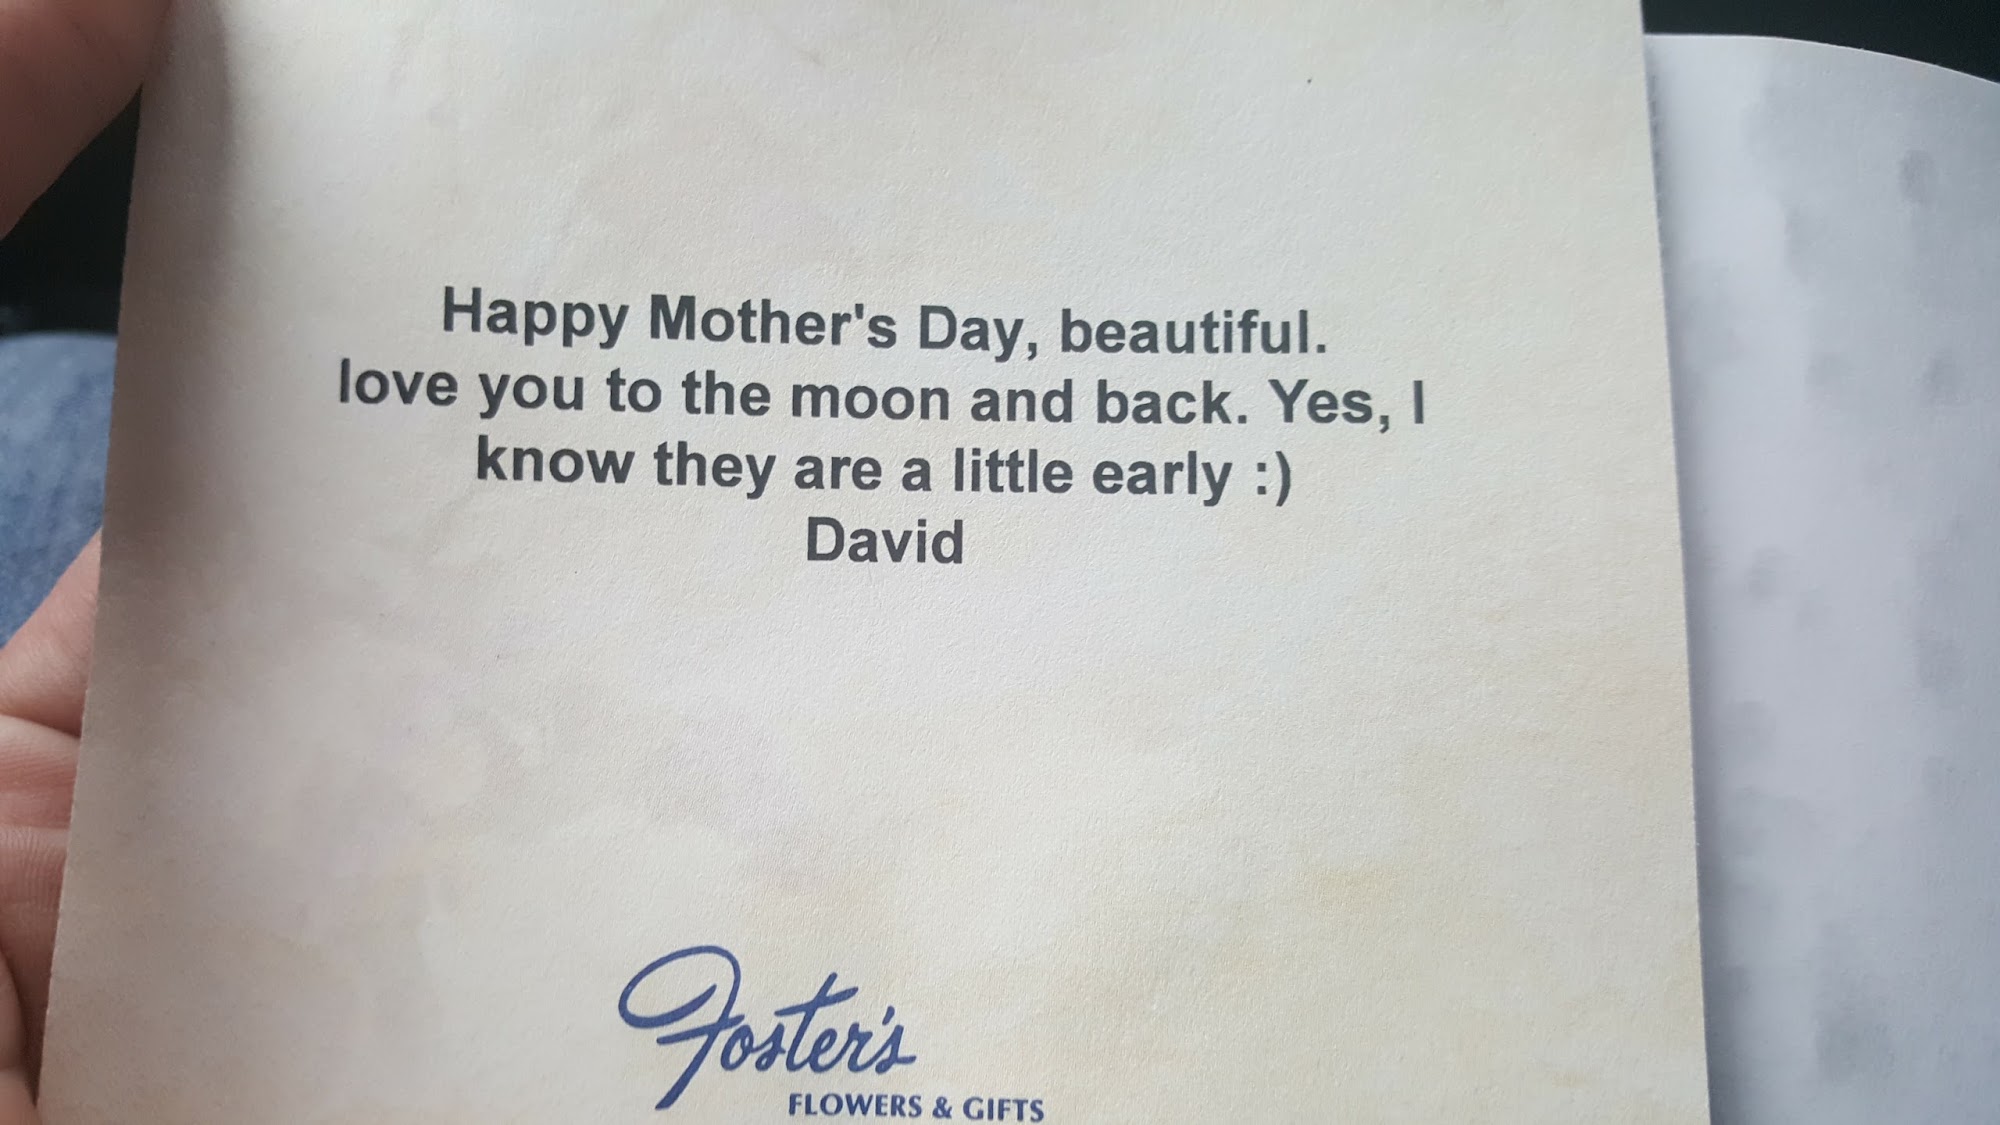 Happy Mother's Day, beautiful.
love you to the moon and back. Yes, I
know they are a little early :)
David
Foster's
FLOWERS & GIFTS